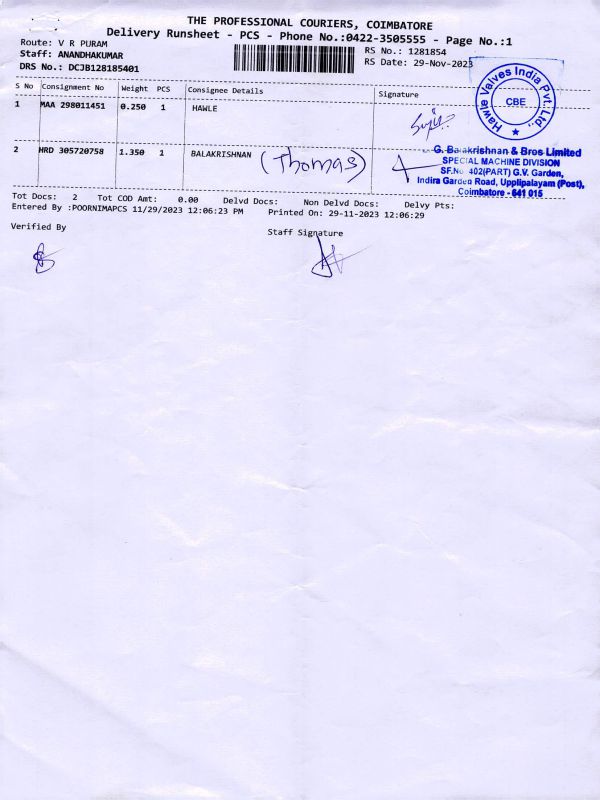 THE PROFESSIONAL COURIERS, COIMBATORE
Delivery Runsheet - PCS - Phone No.:0422-3505555 - Page No.:1
Route: V R PURAM
RS No.: 1281854
Staff: ANANDHAKUMAR
RS Date: 29-Nov-2023
DRS No.: DCJB128185401
S No Consignment No Weight PCS Consignee Details Signature
1 MAA 298011451 0.250 1 HAWLE
Hawle Valves India Pvt. Ltd.,
CBE
2 HRD 305720758 1.350 1 BALAKRISHNAN (Thomas)
G. Balakrishnan & Bros Limited
SPECIAL MACHINE DIVISION
SF.No. 402(PART) G.V. Garden,
Indira Garden Road, Upplipalayam (Post),
Coimbatore - 641 015
Tot Docs: 2 Tot COD Amt: 0.00 Delvd Docs: Non Delvd Docs: Delvy Pts:
Entered By :POORNIMAPCS 11/29/2023 12:06:23 PM Printed On: 29-11-2023 12:06:29
Verified By
Staff Signature